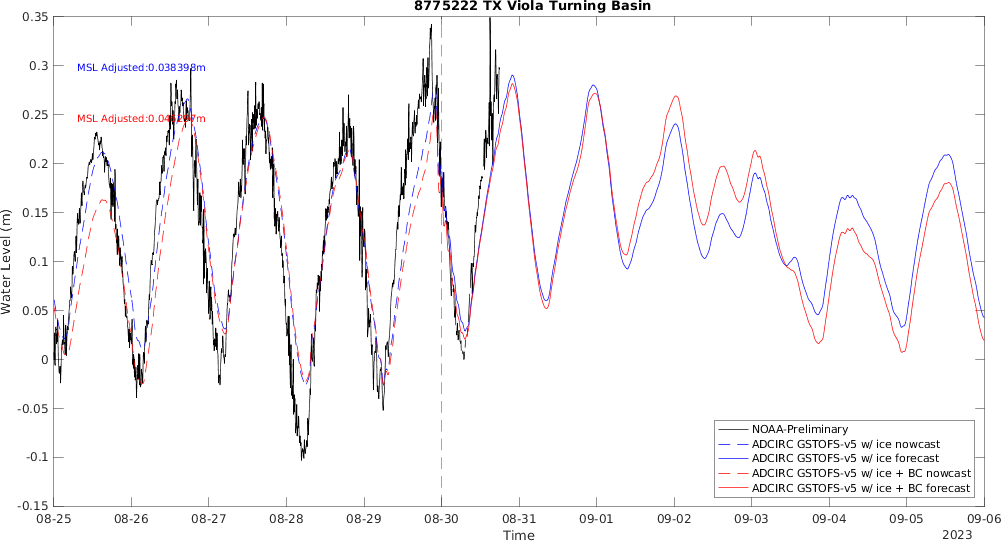 8775222 TX Viola Turning Basin
0.35
0.3
0.25
0.2
0.15
0.1
0.05
0
-0.05
-0.1
-0.15
Water Level (m)
MSL Adjusted:0.038398m
MSL Adjusted:
NOAA-Preliminary
ADCIRC GSTOFS-v5 w/ ice nowcast
ADCIRC GSTOFS-v5 w/ ice forecast
ADCIRC GSTOFS-v5 w/ ice + BC nowcast
ADCIRC GSTOFS-v5 w/ ice + BC forecast
08-25 08-26 08-27 08-28 08-29 08-30 08-31 09-01 09-02 09-03 09-04 09-05 09-06
Time
2023